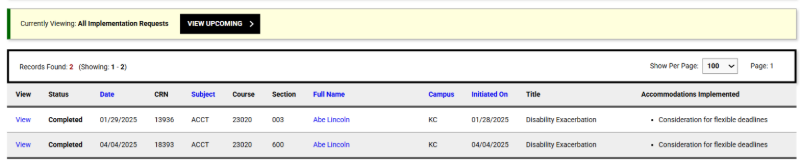 Currently Viewing: All Implementation Requests VIEW UPCOMING >
Records Found: 2 (Showing: 1 - 2) Show Per Page: 100 Page: 1
View Status Date CRN Subject Course Section Full Name Campus Initiated On Title Accommodations Implemented
View Completed 01/29/2025 13936 ACCT 23020 003 Abe Lincoln KC 01/28/2025 Disability Exacerbation • Consideration for flexible deadlines
View Completed 04/04/2025 18393 ACCT 23020 600 Abe Lincoln KC 04/04/2025 Disability Exacerbation • Consideration for flexible deadlines